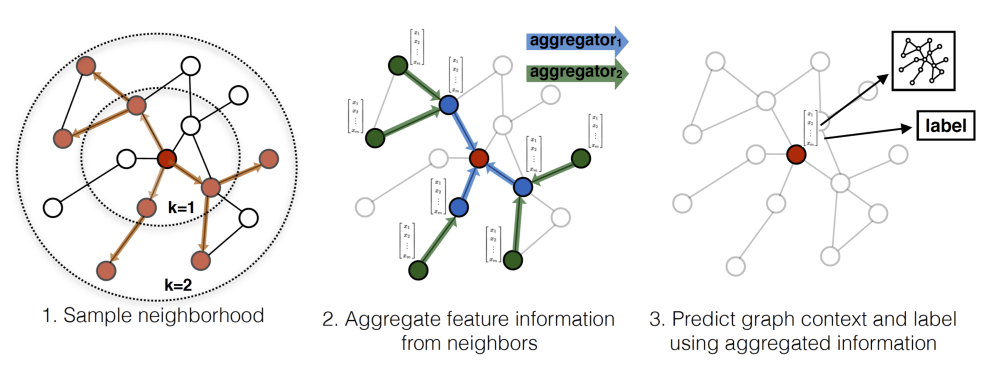 aggregator₁
aggregator₂
label
k=1
k=2
1. Sample neighborhood
2. Aggregate feature information
from neighbors
3. Predict graph context and label
using aggregated information